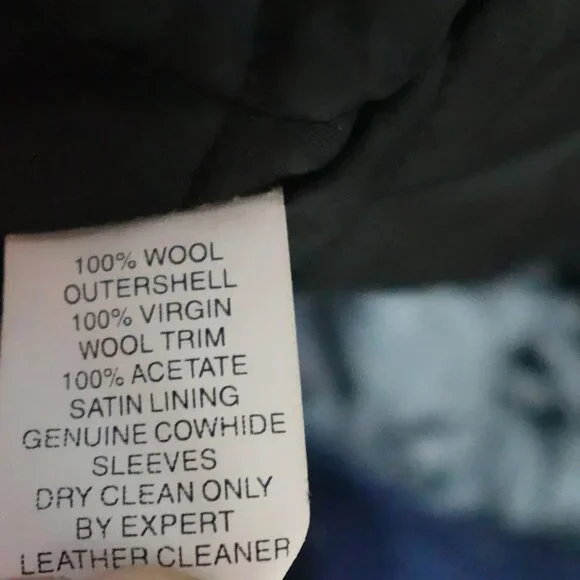 100% WOOL
OUTERSHELL
100% VIRGIN
WOOL TRIM
100% ACETATE
SATIN LINING
GENUINE COWHIDE
SLEEVES
DRY CLEAN ONLY
BY EXPERT
LEATHER CLEANER